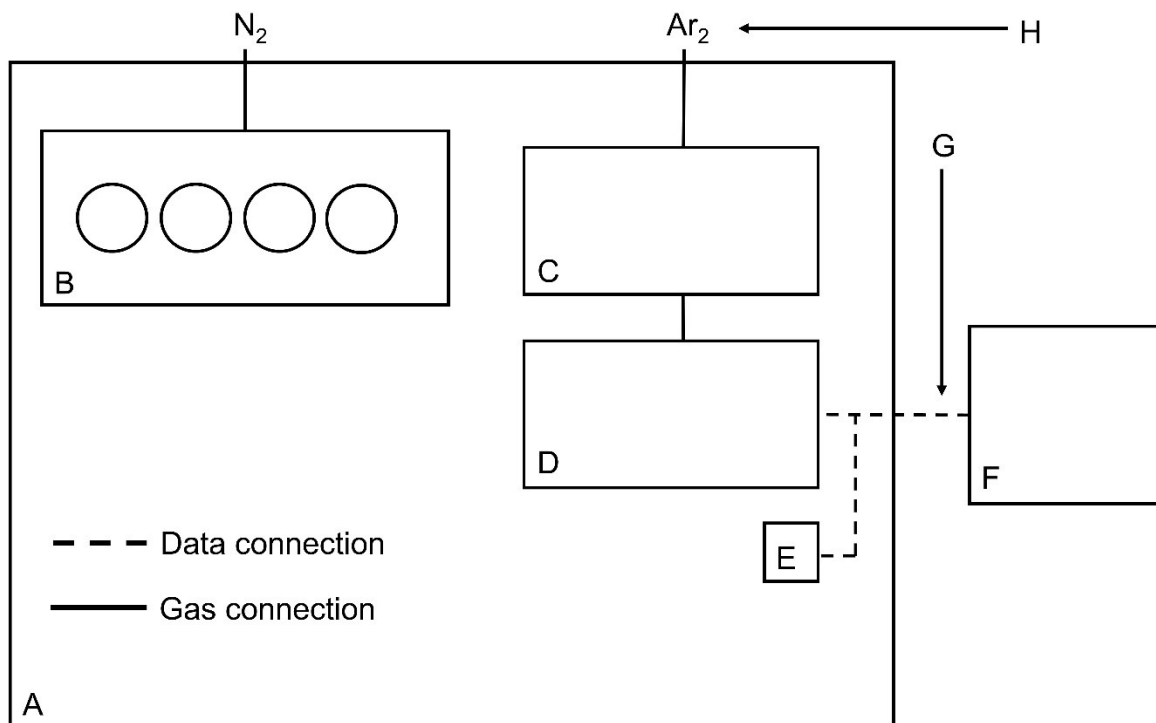 N₂
Ar₂
H
G
B
C
D
F
E
Data connection
Gas connection
A